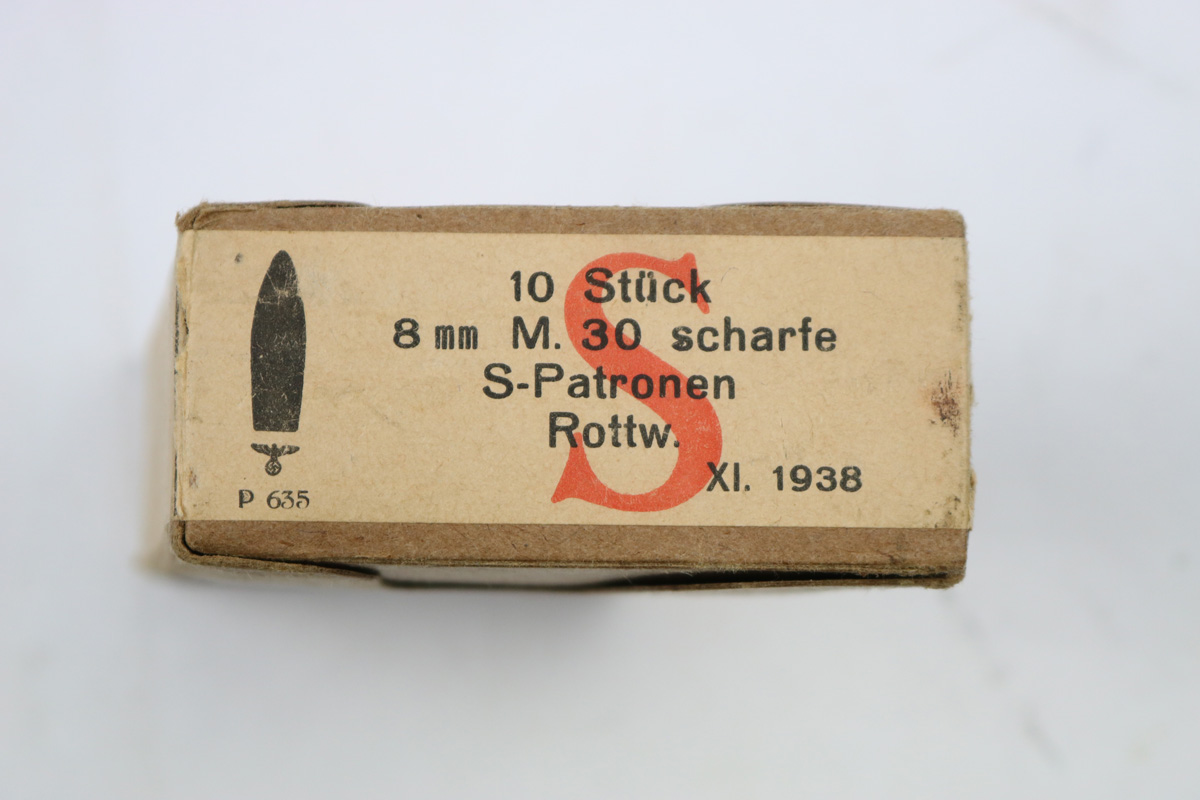 10 Stück
8 mm M. 30 scharfe
S-Patronen
Rottw.
XI. 1938
S
P 635